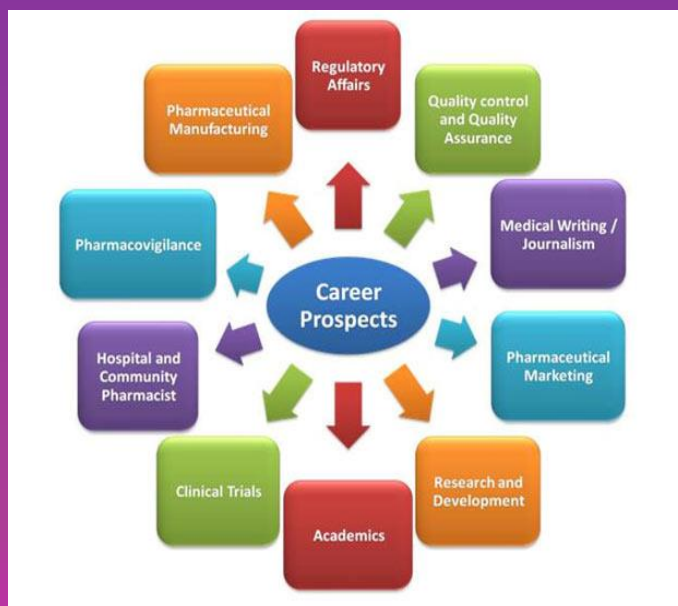 Regulatory
Affairs
Quality control
and Quality
Assurance
Medical Writing /
Journalism
Pharmaceutical
Marketing
Research and
Development
Academics
Clinical Trials
Hospital and
Community
Pharmacist
Pharmacovigilance
Pharmaceutical
Manufacturing
Career
Prospects